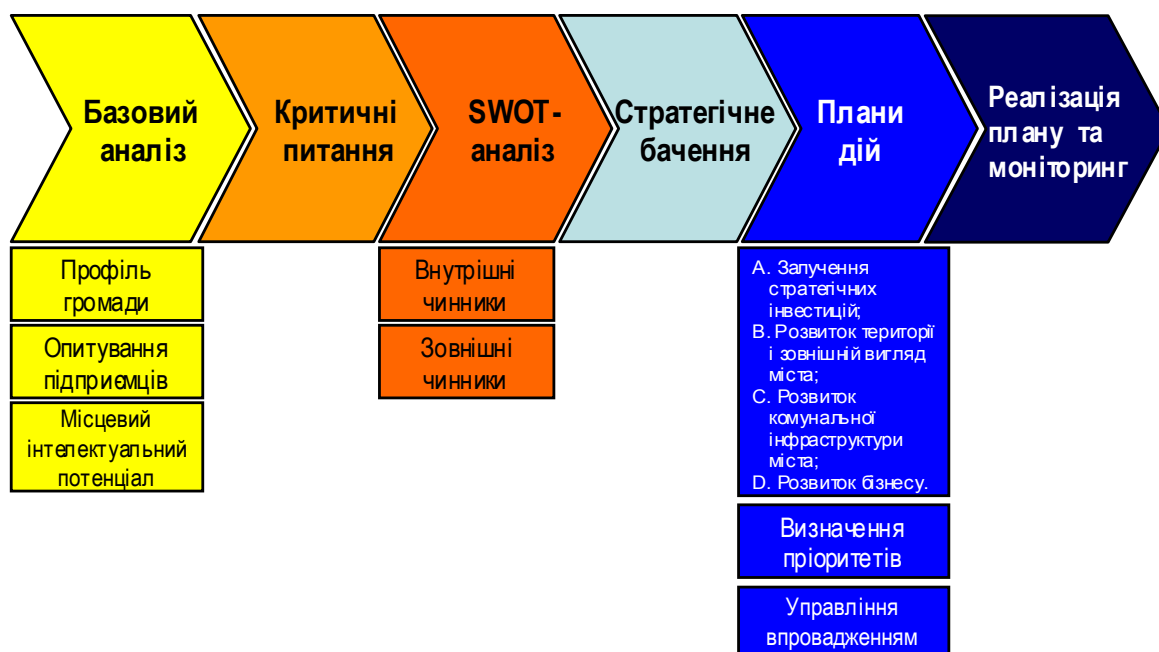 Базовий
аналіз
Критичні
питання
SWOT-
аналіз
Стратегічне
бачення
Плани
дій
Реалізація
плану та
моніторинг
Профіль
громади
Опитування
підприємців
Місцевий
інтелектуальний
потенціал
Внутрішні
чинники
Зовнішні
чинники
A. Залучення
стратегічних
інвестицій;
B. Розвиток території
і зовнішній вигляд
міста;
C. Розвиток
комунальної
інфраструктури
міста;
D. Розвиток бізнесу.
Визначення
пріоритетів
Управління
впровадженням